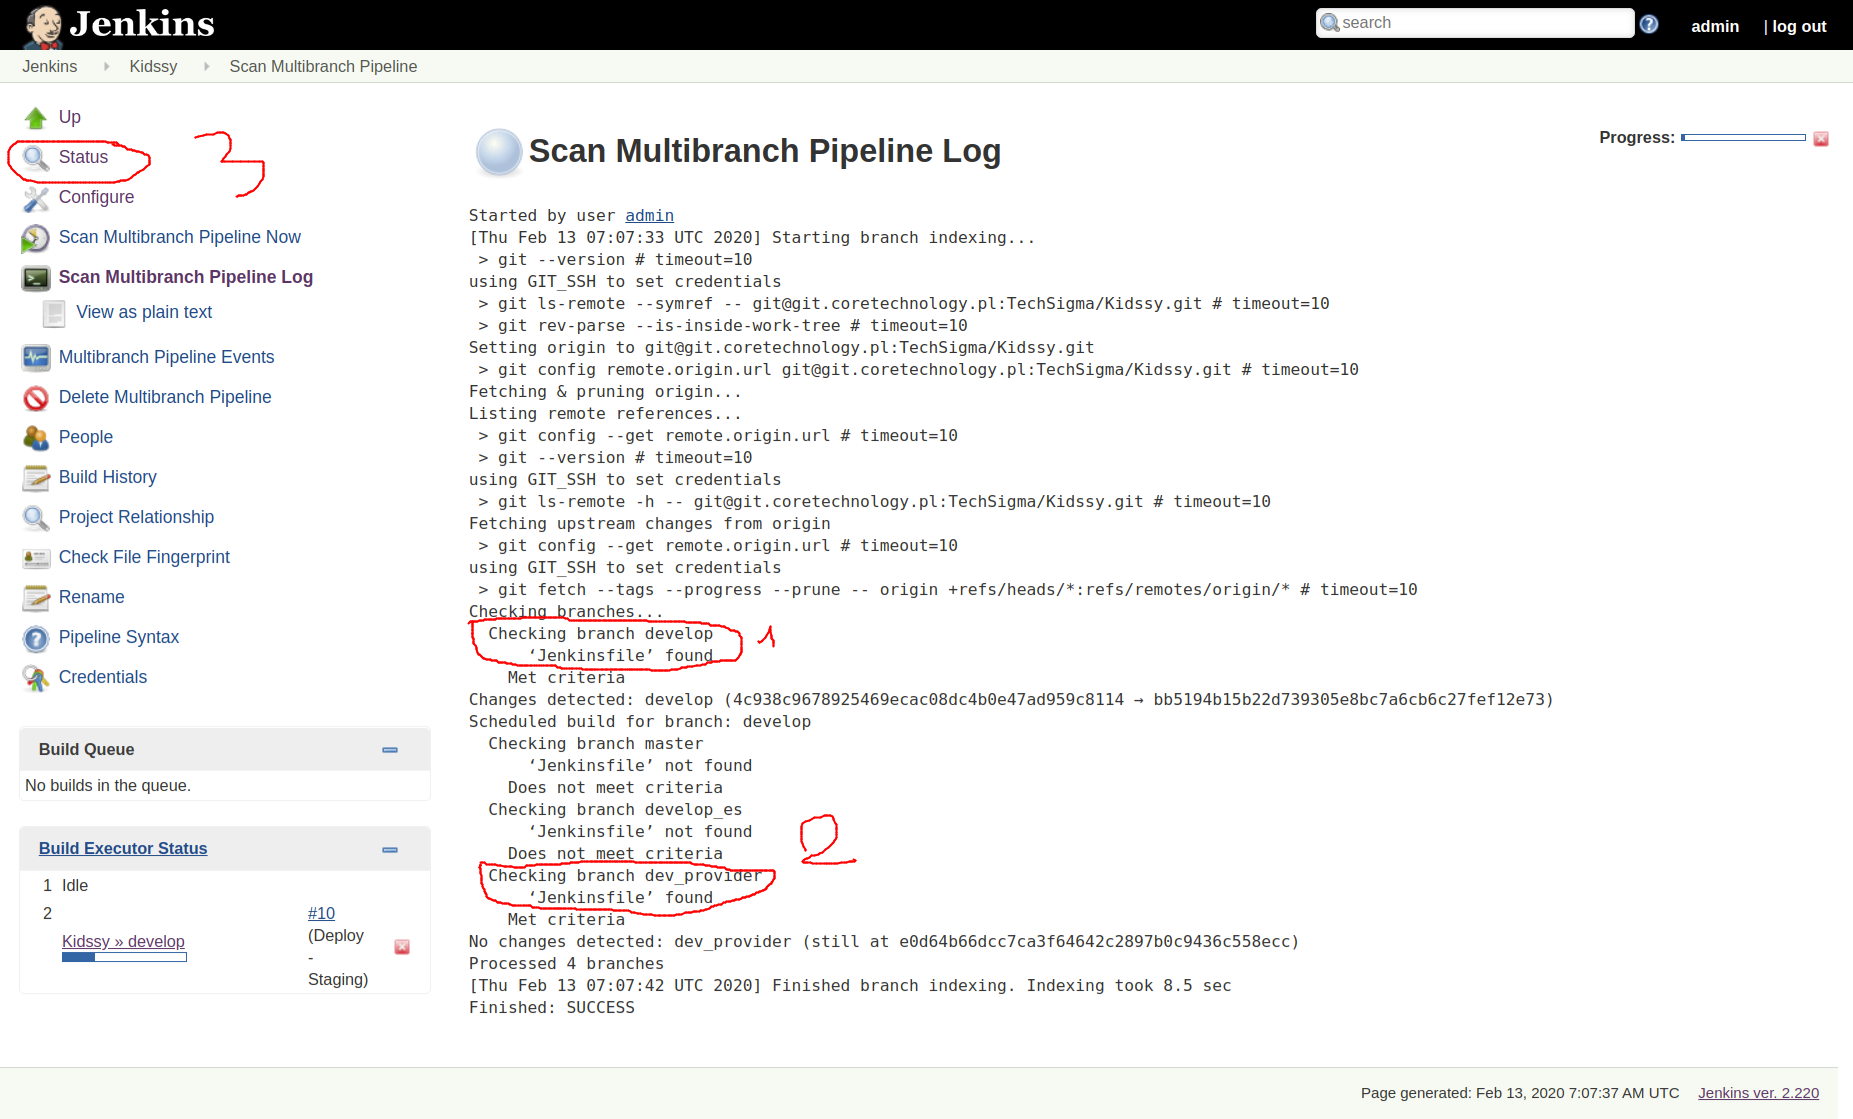 Jenkins
search
admin | log out
Jenkins Kidssy Scan Multibranch Pipeline
Up
Status
3
Configure
Scan Multibranch Pipeline Now
Scan Multibranch Pipeline Log
View as plain text
Multibranch Pipeline Events
Delete Multibranch Pipeline
People
Build History
Project Relationship
Check File Fingerprint
Rename
Pipeline Syntax
Credentials
Build Queue
No builds in the queue.
Build Executor Status
1 Idle
2
Kidssy » develop
#10
(Deploy
-
Staging)
Scan Multibranch Pipeline Log
Progress:
Started by user admin
[Thu Feb 13 07:07:33 UTC 2020] Starting branch indexing...
> git --version # timeout=10
using GIT_SSH to set credentials
> git ls-remote --symref -- git@git.coretechnology.pl:TechSigma/Kidssy.git # timeout=10
> git rev-parse --is-inside-work-tree # timeout=10
Setting origin to git@git.coretechnology.pl:TechSigma/Kidssy.git
> git config remote.origin.url git@git.coretechnology.pl:TechSigma/Kidssy.git # timeout=10
Fetching & pruning origin...
Listing remote references...
> git config --get remote.origin.url # timeout=10
> git --version # timeout=10
using GIT_SSH to set credentials
> git ls-remote -h -- git@git.coretechnology.pl:TechSigma/Kidssy.git # timeout=10
Fetching upstream changes from origin
> git config --get remote.origin.url # timeout=10
using GIT_SSH to set credentials
> git fetch --tags --progress --prune -- origin +refs/heads/*:refs/remotes/origin/* # timeout=10
Checking branches...
Checking branch develop
1
‘Jenkinsfile’ found
Met criteria
Changes detected: develop (4c938c9678925469ecac08dc4b0e47ad959c8114 → bb5194b15b22d739305e8bc7a6cb6c27fef12e73)
Scheduled build for branch: develop
Checking branch master
‘Jenkinsfile’ not found
Does not meet criteria
Checking branch develop_es
‘Jenkinsfile’ not found
2
Does not meet criteria
Checking branch dev_provider
‘Jenkinsfile’ found
Met criteria
No changes detected: dev_provider (still at e0d64b66dcc7ca3f64642c2897b0c9436c558ecc)
Processed 4 branches
[Thu Feb 13 07:07:42 UTC 2020] Finished branch indexing. Indexing took 8.5 sec
Finished: SUCCESS
Page generated: Feb 13, 2020 7:07:37 AM UTC Jenkins ver. 2.220